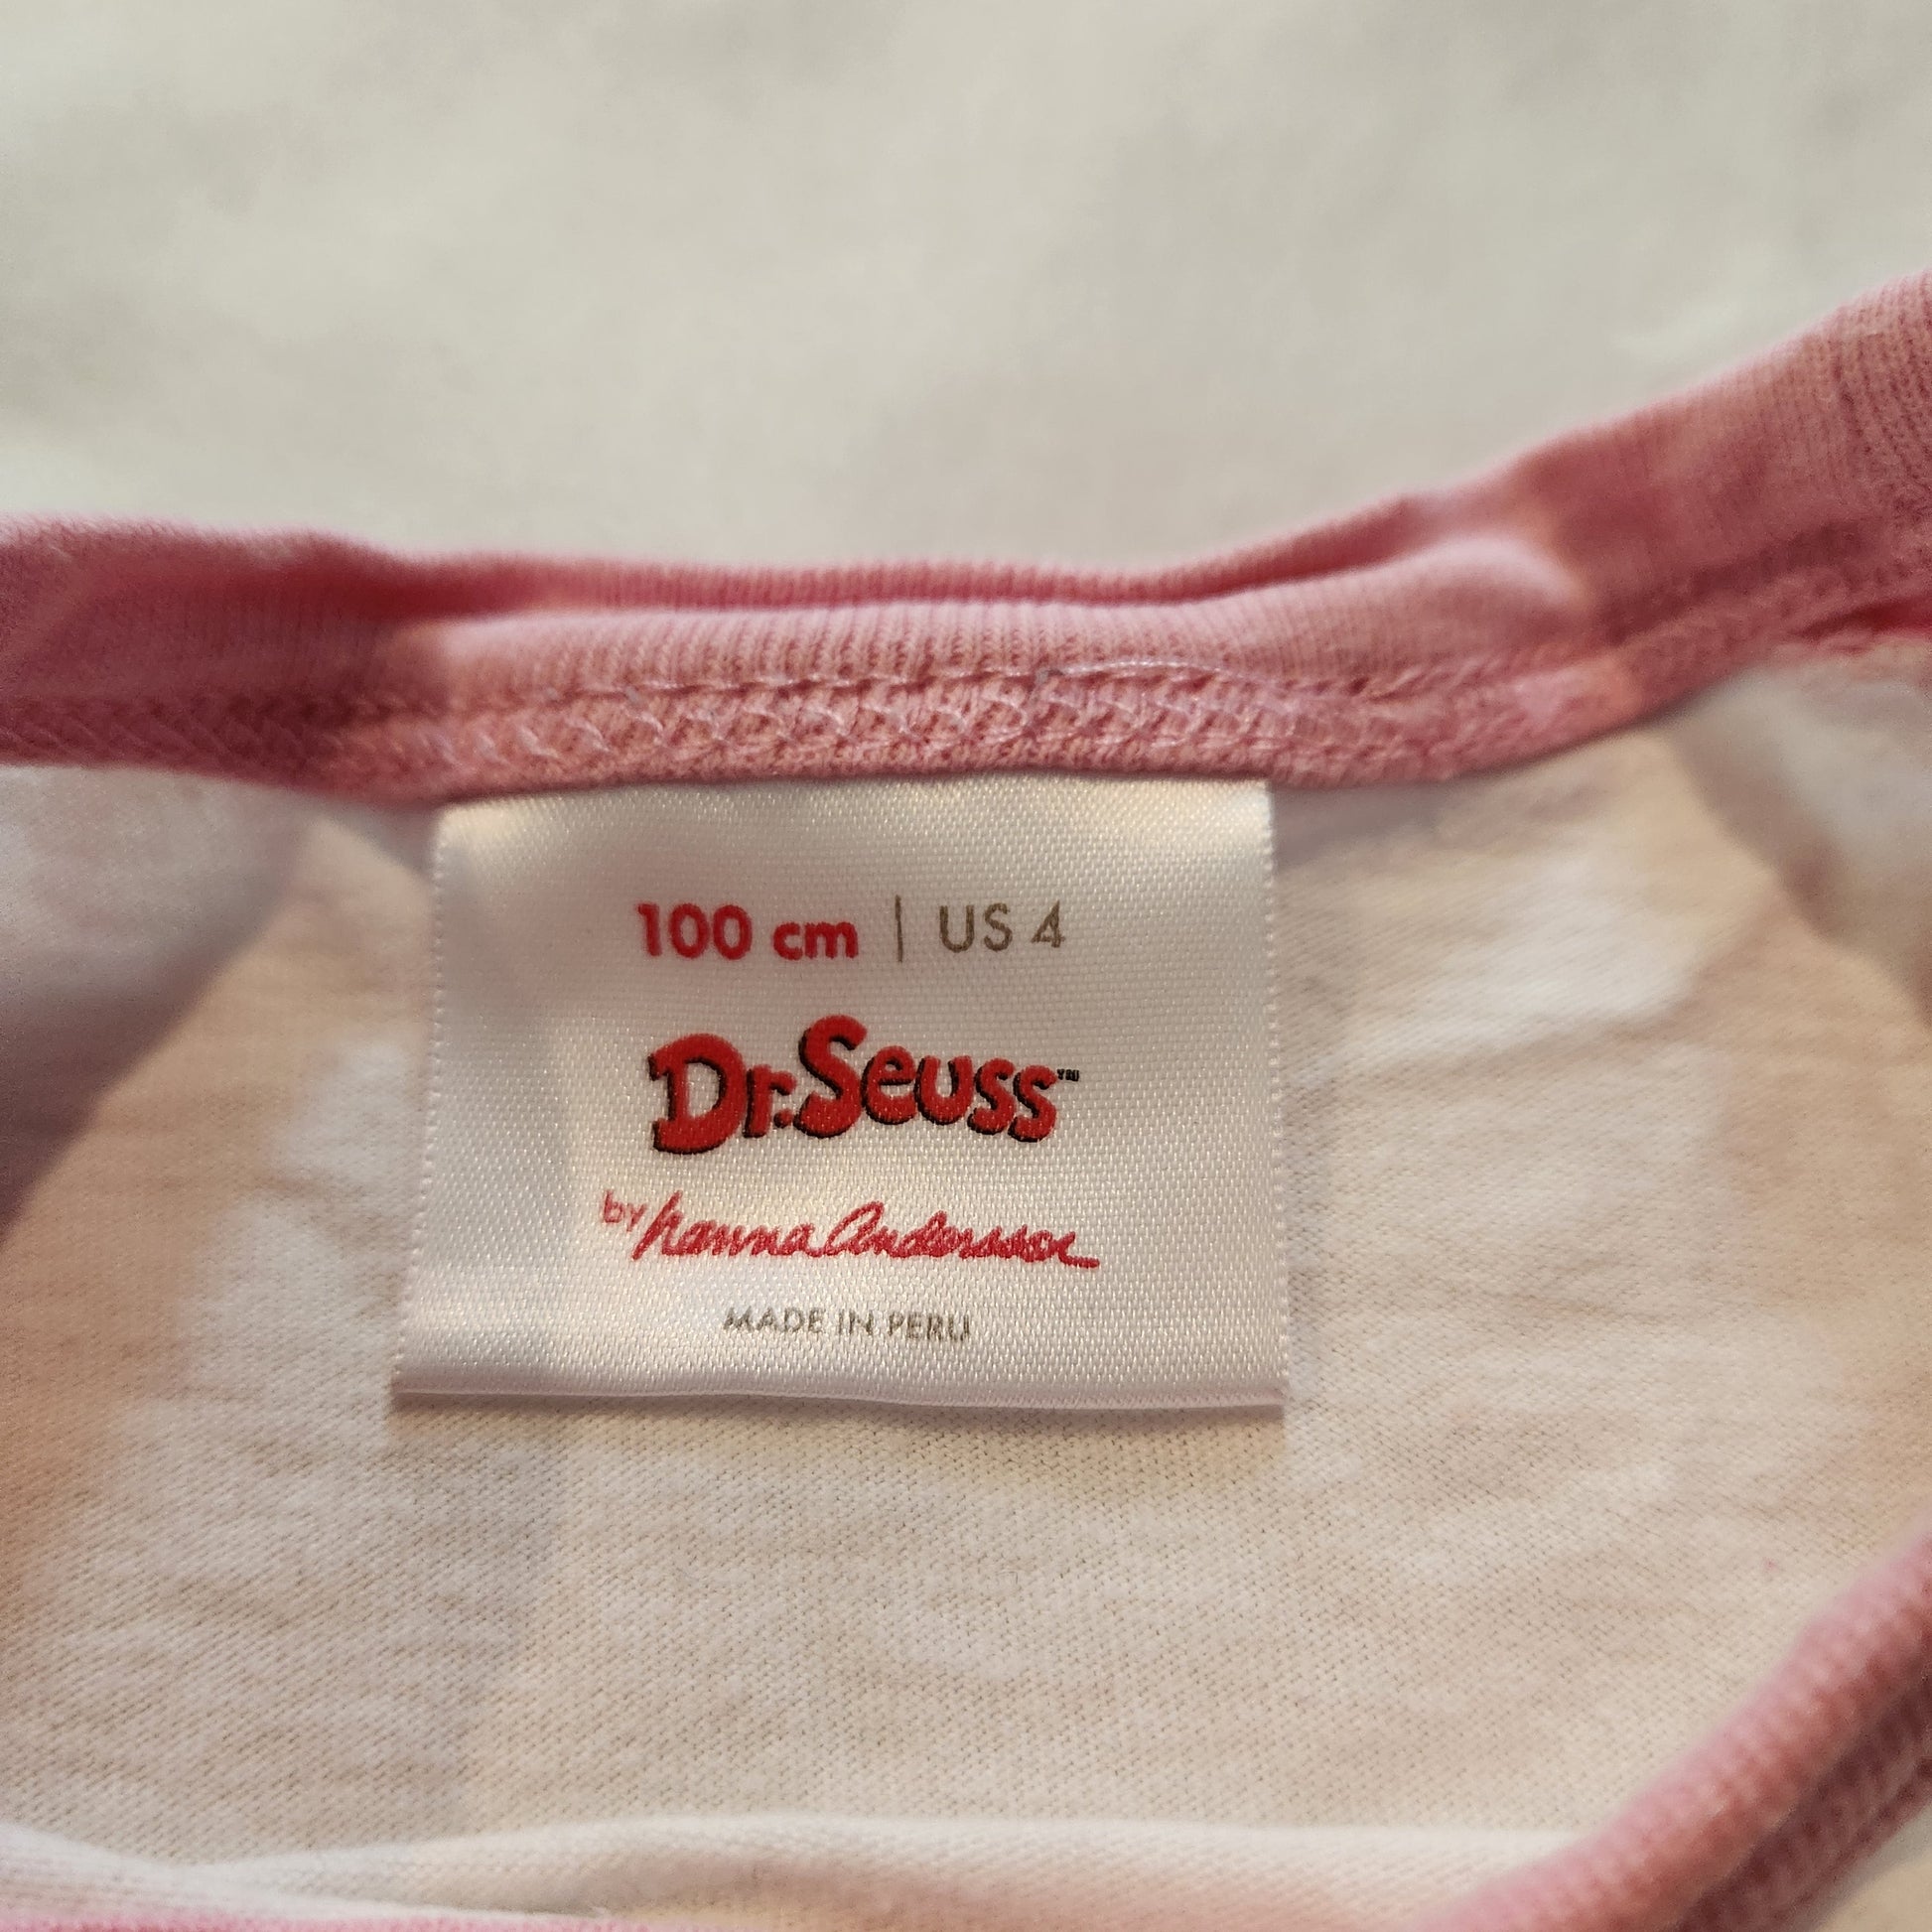 100 cm | US 4
Dr. Seuss™
by hanna Andersson
MADE IN PERU